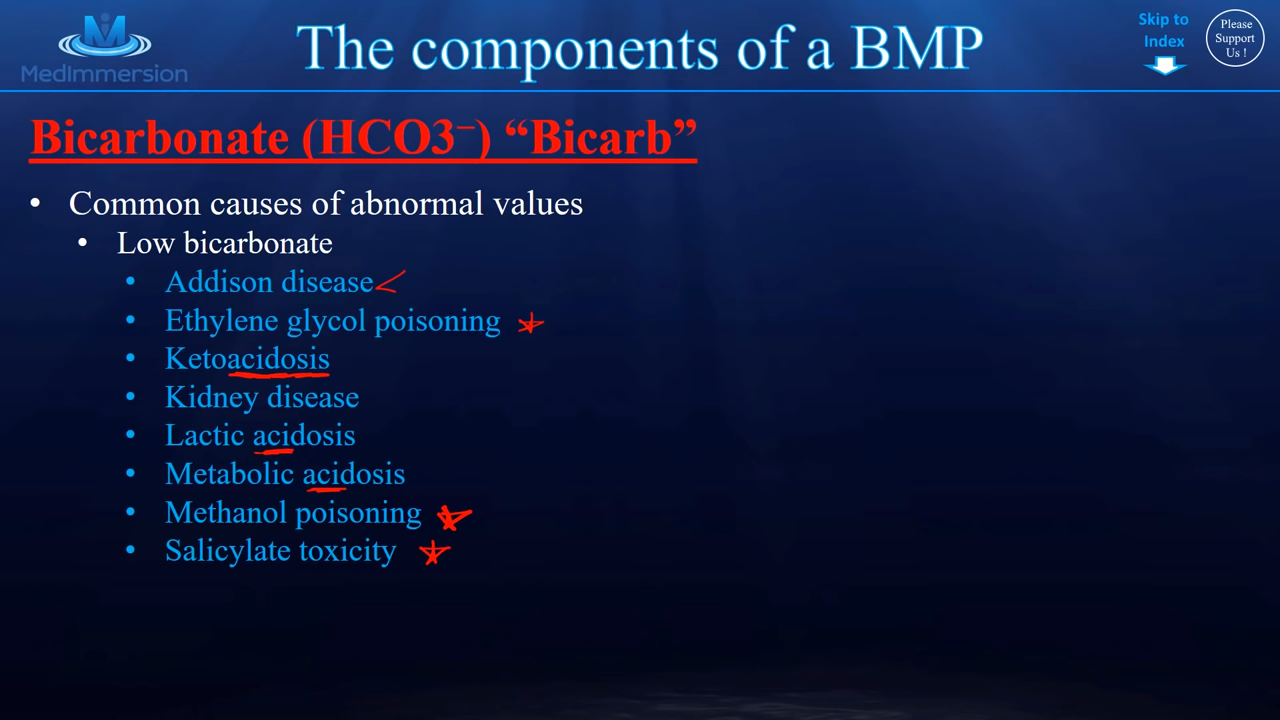 MedImmersion
The components of a BMP
Skip to
Index
Please
Support
Us !
Bicarbonate (HCO3⁻) “Bicarb”
• Common causes of abnormal values
• Low bicarbonate
• Addison disease
• Ethylene glycol poisoning
• Ketoacidosis
• Kidney disease
• Lactic acidosis
• Metabolic acidosis
• Methanol poisoning
• Salicylate toxicity